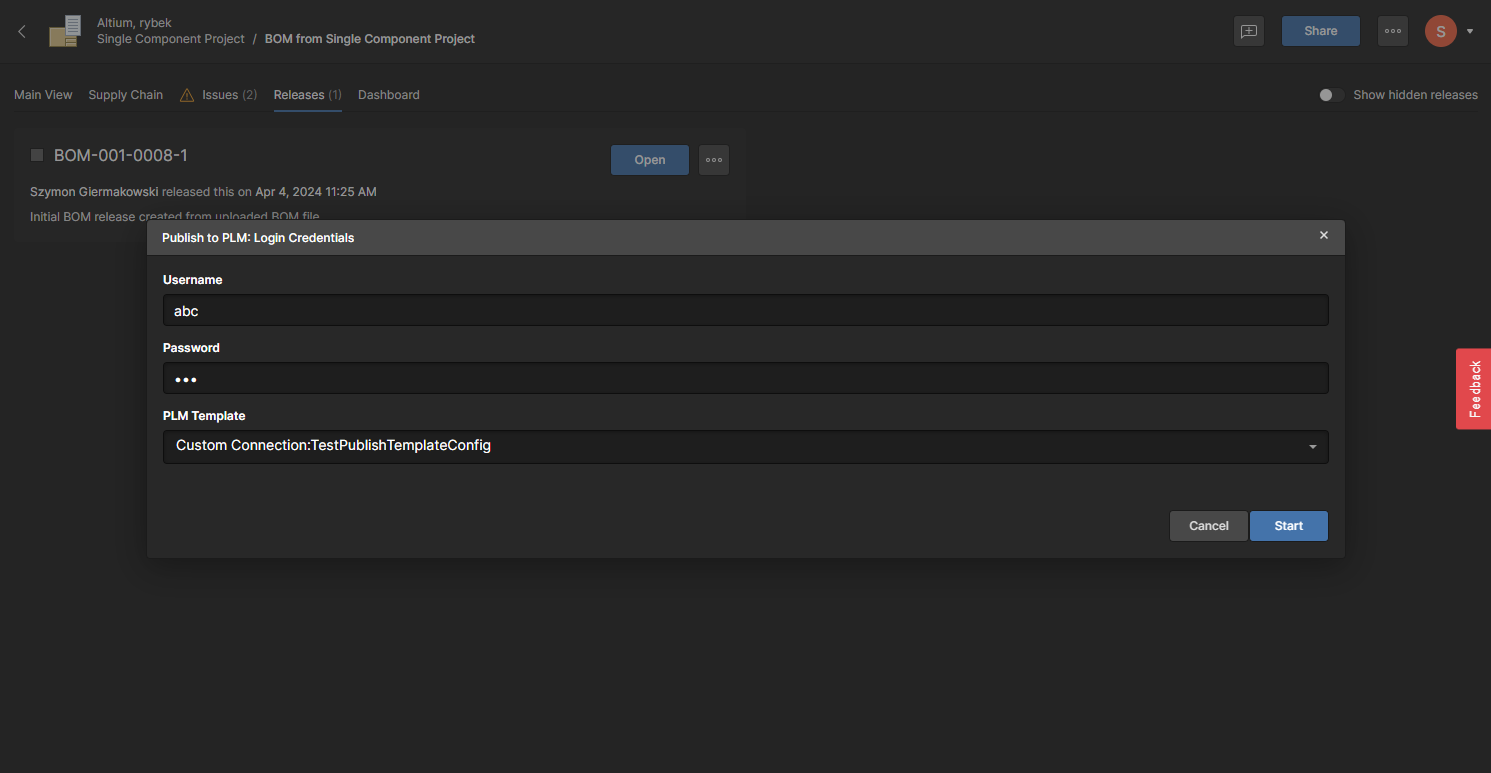 Altium, rybek
Single Component Project / BOM from Single Component Project
Share
S
Main View Supply Chain Issues (2) Releases (1) Dashboard
Show hidden releases
BOM-001-0008-1
Open
Szymon Giermakowski released this on Apr 4, 2024 11:25 AM
Initial BOM release created from uploaded BOM file
Publish to PLM: Login Credentials
Username
abc
Password
•••
PLM Template
Custom Connection:TestPublishTemplateConfig
Cancel Start
Feedback